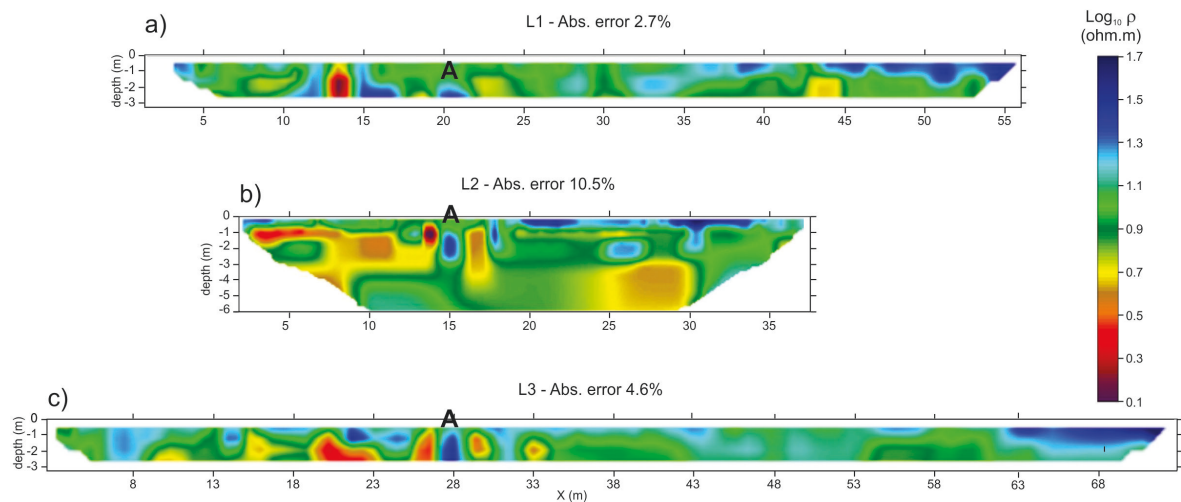 a)
L1 - Abs. error 2.7%
Log₁₀ ρ
(ohm.m)
A
depth (m)
0
-1
-2
-3
5 10 15 20 25 30 35 40 45 50 55
b)
L2 - Abs. error 10.5%
A
depth (m)
0
-1
-2
-3
-4
-5
-6
5 10 15 20 25 30 35
1.7
1.5
1.3
1.1
0.9
0.7
0.5
0.3
0.1
c)
L3 - Abs. error 4.6%
A
depth (m)
0
-1
-2
-3
8 13 18 23 28 33 38 43 48 53 58 63 68
X (m)